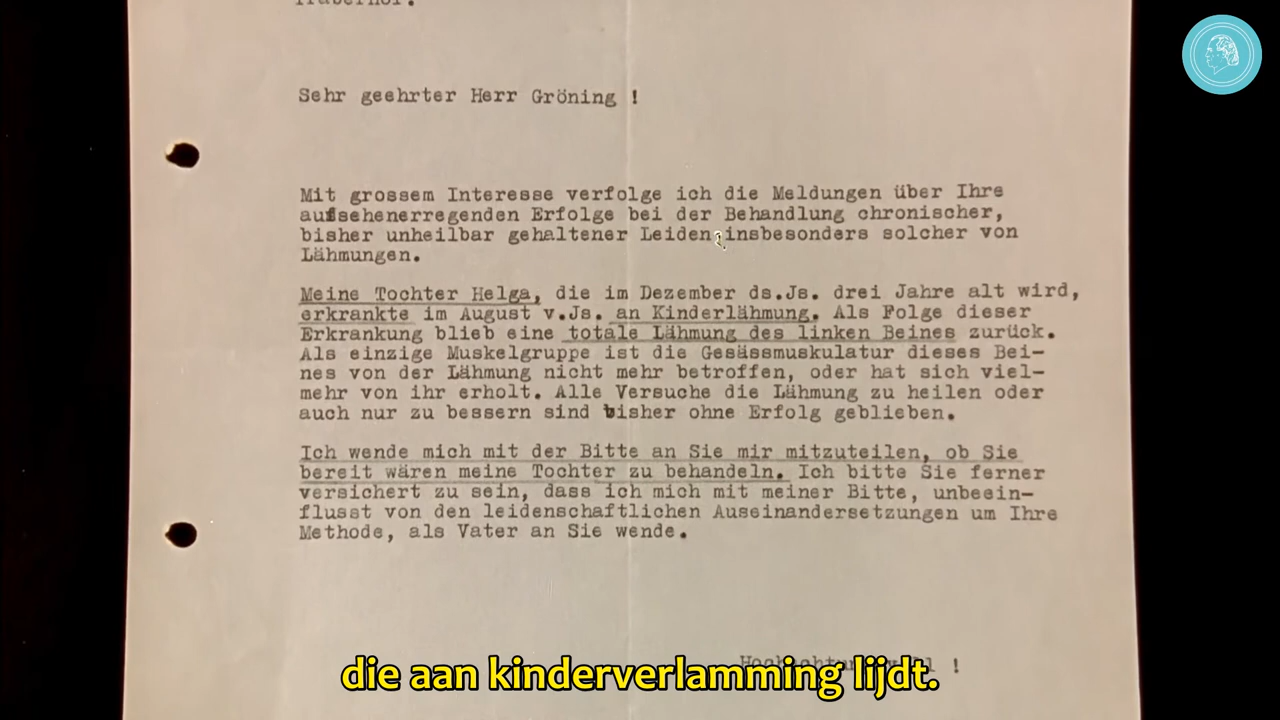 Sehr geehrter Herr Gröning !
Mit grossem Interesse verfolge ich die Meldungen über Ihre
aufsehenerregenden Erfolge bei der Behandlung chronischer,
bisher unheilbar gehaltener Leiden,insbesonders solcher von
Lähmungen.
Meine Tochter Helga, die im Dezember ds.Js. drei Jahre alt wird,
erkrankte im August v.Js. an Kinderlähmung. Als Folge dieser
Erkrankung blieb eine totale Lähmung des linken Beines zurück.
Als einzige Muskelgruppe ist die Gesässmuskulatur dieses Bei-
nes von der Lähmung nicht mehr betroffen, oder hat sich viel-
mehr von ihr erholt. Alle Versuche die Lähmung zu heilen oder
auch nur zu bessern sind bisher ohne Erfolg geblieben.
Ich wende mich mit der Bitte an Sie mir mitzuteilen, ob Sie
bereit wären meine Tochter zu behandeln. Ich bitte Sie ferner
versichert zu sein, dass ich mich mit meiner Bitte, unbeein-
flusst von den leidenschaftlichen Auseinandersetzungen um Ihre
Methode, als Vater an Sie wende.
!
die aan kinderverlamming lijdt.